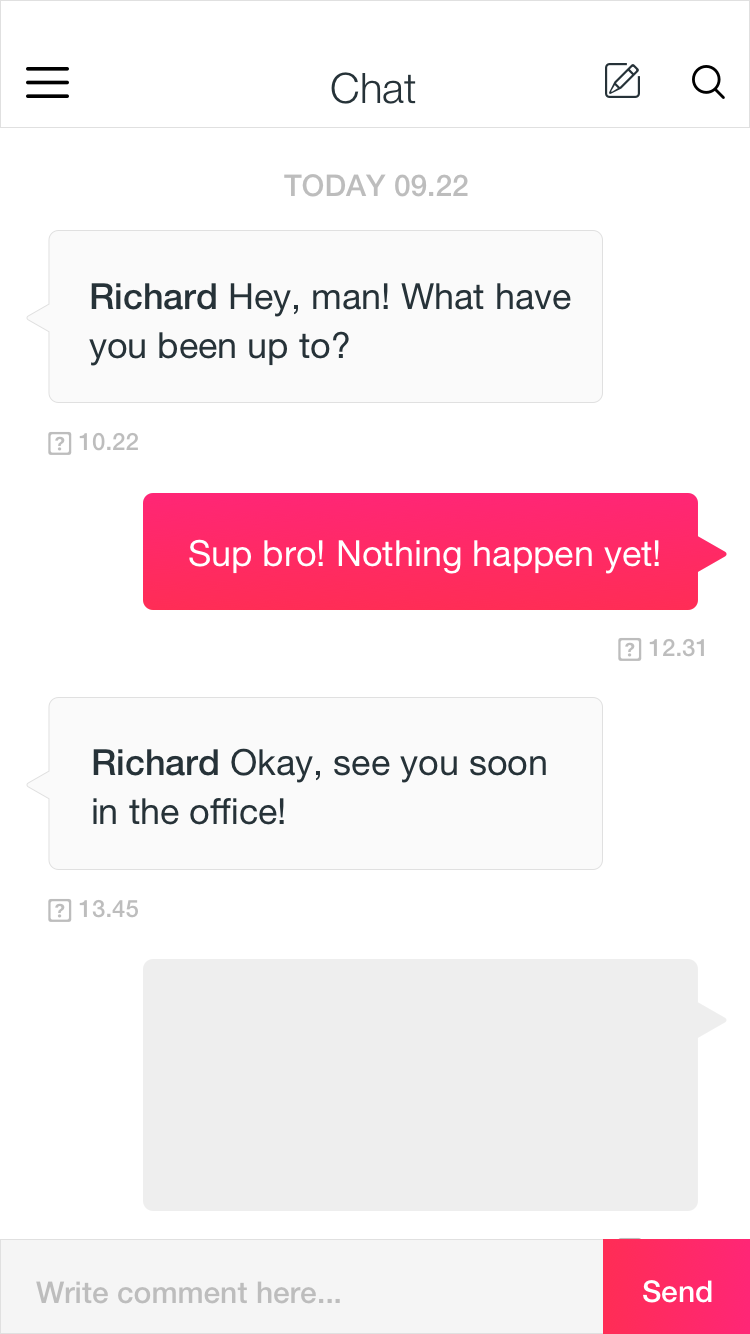 Chat
TODAY 09.22
Richard Hey, man! What have
you been up to?
? 10.22
Sup bro! Nothing happen yet!
? 12.31
Richard Okay, see you soon
in the office!
? 13.45
Write comment here...
Send